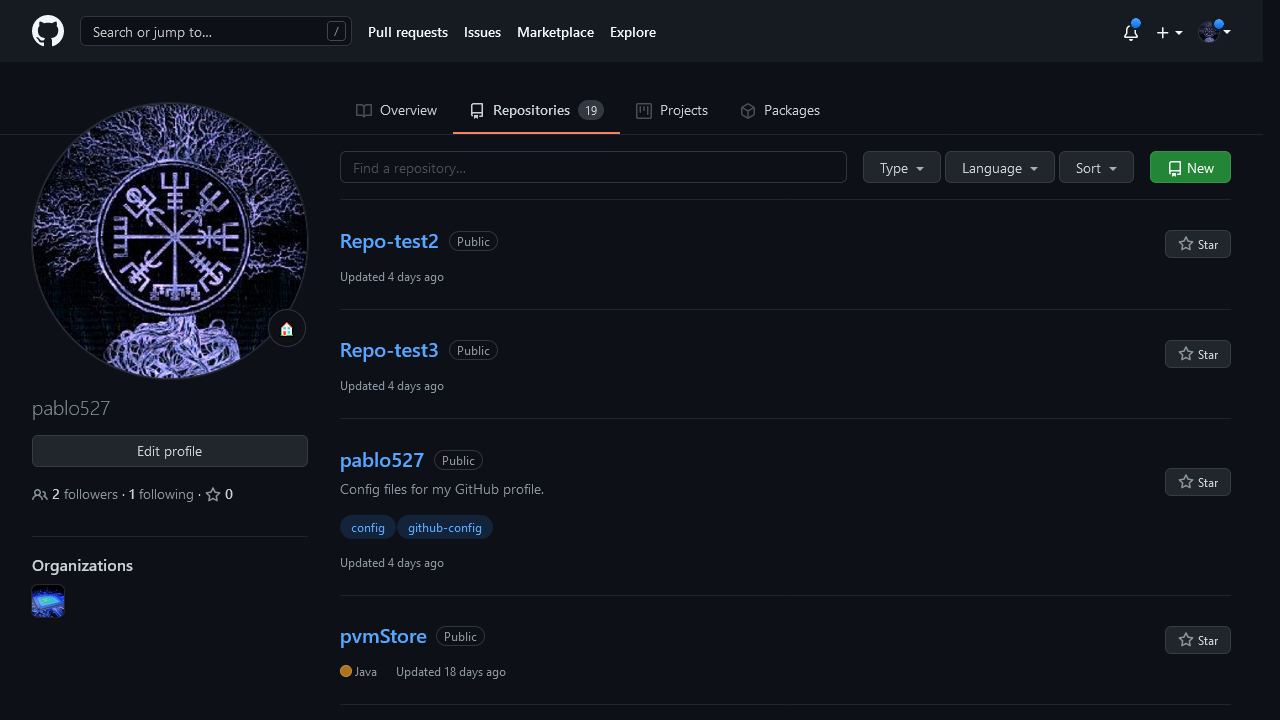 Search or jump to...
/
Pull requests
Issues
Marketplace
Explore
Overview
Repositories 19
Projects
Packages
Find a repository...
Type
Language
Sort
New
pablo527
Edit profile
2 followers · 1 following · 0
Organizations
Repo-test2 Public
Star
Updated 4 days ago
Repo-test3 Public
Star
Updated 4 days ago
pablo527 Public
Star
Config files for my GitHub profile.
config github-config
Updated 4 days ago
pvmStore Public
Star
Java Updated 18 days ago